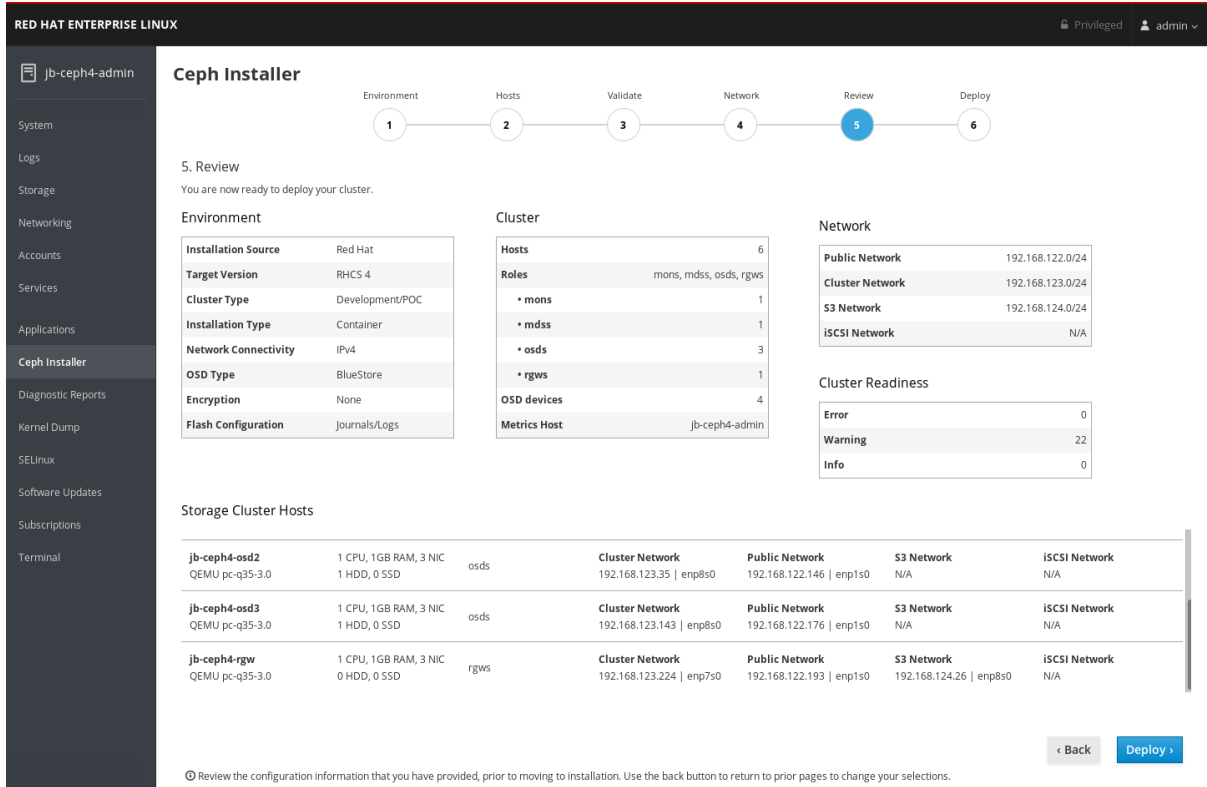 RED HAT ENTERPRISE LINUX
Privileged
admin
jb-ceph4-admin
System
Logs
Storage
Networking
Accounts
Services
Applications
Ceph Installer
Diagnostic Reports
Kernel Dump
SELinux
Software Updates
Subscriptions
Terminal
Ceph Installer
Environment Hosts Validate Network Review Deploy
1 2 3 4 5 6
5. Review
You are now ready to deploy your cluster.
Environment
Installation Source Red Hat
Target Version RHCS 4
Cluster Type Development/POC
Installation Type Container
Network Connectivity IPv4
OSD Type BlueStore
Encryption None
Flash Configuration Journals/Logs
Cluster
Hosts 6
Roles mons, mdss, osds, rgws
• mons 1
• mdss 1
• osds 3
• rgws 1
OSD devices 4
Metrics Host jb-ceph4-admin
Network
Public Network 192.168.122.0/24
Cluster Network 192.168.123.0/24
S3 Network 192.168.124.0/24
iSCSI Network N/A
Cluster Readiness
Error 0
Warning 22
Info 0
Storage Cluster Hosts
jb-ceph4-osd2 1 CPU, 1GB RAM, 3 NIC osds Cluster Network Public Network S3 Network iSCSI Network
QEMU pc-q35-3.0 1 HDD, 0 SSD 192.168.123.35 | enp8s0 192.168.122.146 | enp1s0 N/A N/A
jb-ceph4-osd3 1 CPU, 1GB RAM, 3 NIC osds Cluster Network Public Network S3 Network iSCSI Network
QEMU pc-q35-3.0 1 HDD, 0 SSD 192.168.123.143 | enp8s0 192.168.122.176 | enp1s0 N/A N/A
jb-ceph4-rgw 1 CPU, 1GB RAM, 3 NIC rgws Cluster Network Public Network S3 Network iSCSI Network
QEMU pc-q35-3.0 0 HDD, 0 SSD 192.168.123.224 | enp7s0 192.168.122.193 | enp1s0 192.168.124.26 | enp8s0 N/A
‹ Back Deploy ›
Review the configuration information that you have provided, prior to moving to installation. Use the back button to return to prior pages to change your selections.